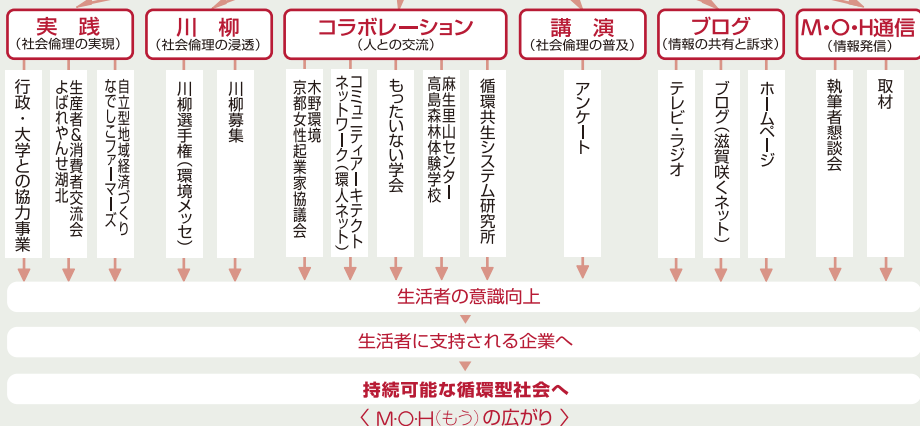 実践
(社会倫理の実現)
川柳
(社会倫理の浸透)
コラボレーション
(人との交流)
講演
(社会倫理の普及)
ブログ
(情報の共有と訴求)
M・O・H通信
(情報発信)
行政・大学との協力事業
生産者&消費者交流会
よばれやんせ湖北
自立型地域経済づくり
なでしこファーマーズ
川柳選手権(環境メッセ)
川柳募集
木野環境
京都女性起業家協議会
コミュニティアーキテクト
ネットワーク(環人ネット)
もったいない学会
麻生里山センター
高島森林体験学校
循環共生システム研究所
アンケート
テレビ・ラジオ
ブログ(滋賀咲くネット)
ホームページ
執筆者懇談会
取材
生活者の意識向上
生活者に支持される企業へ
持続可能な循環型社会へ
〈 M・O・H(もう)の広がり 〉